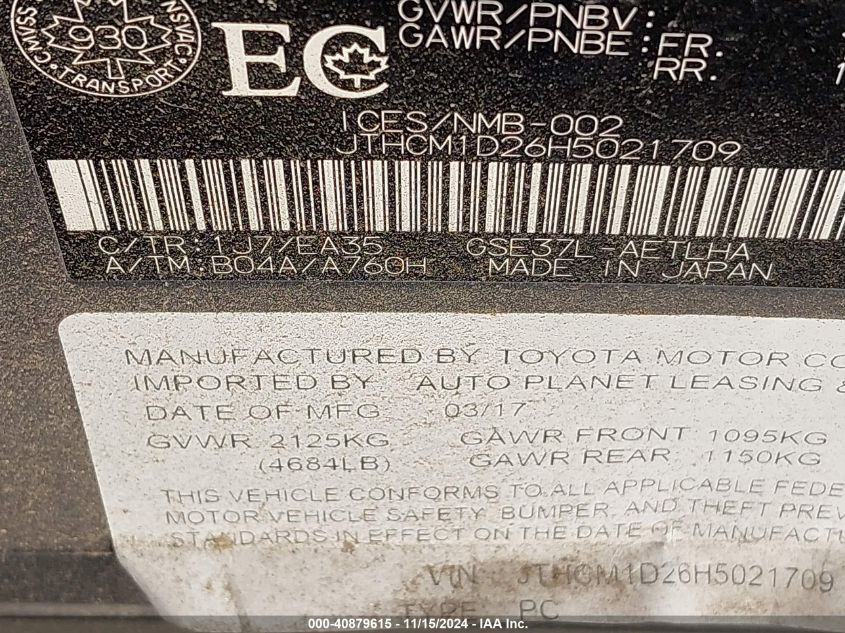 CANADA
TRANSPORT
930
EC
GVWR/PNBV:
GAWR/PNBE:FR.
RR.
ICES/NMB-002
JTHCM1D26H5021709
C/TR:1J7/EA35 GSE37L-AETLHA
A/TM:B04A/A760H MADE IN JAPAN
MANUFACTURED BY TOYOTA MOTOR CO
IMPORTED BY AUTO PLANET LEASING &
DATE OF MFG 03/17
GVWR 2125KG GAWR FRONT 1095KG
(4684LB) GAWR REAR 1150KG
THIS VEHICLE CONFORMS TO ALL APPLICABLE FEDE
MOTOR VEHICLE SAFETY, BUMPER, AND THEFT PREV
STANDARDS IN EFFECT ON THE DATE OF MANUFACTU
VIN JTHCM1D26H5021709
TYPE PC
000-40879615 - 11/15/2024 - IAA Inc.